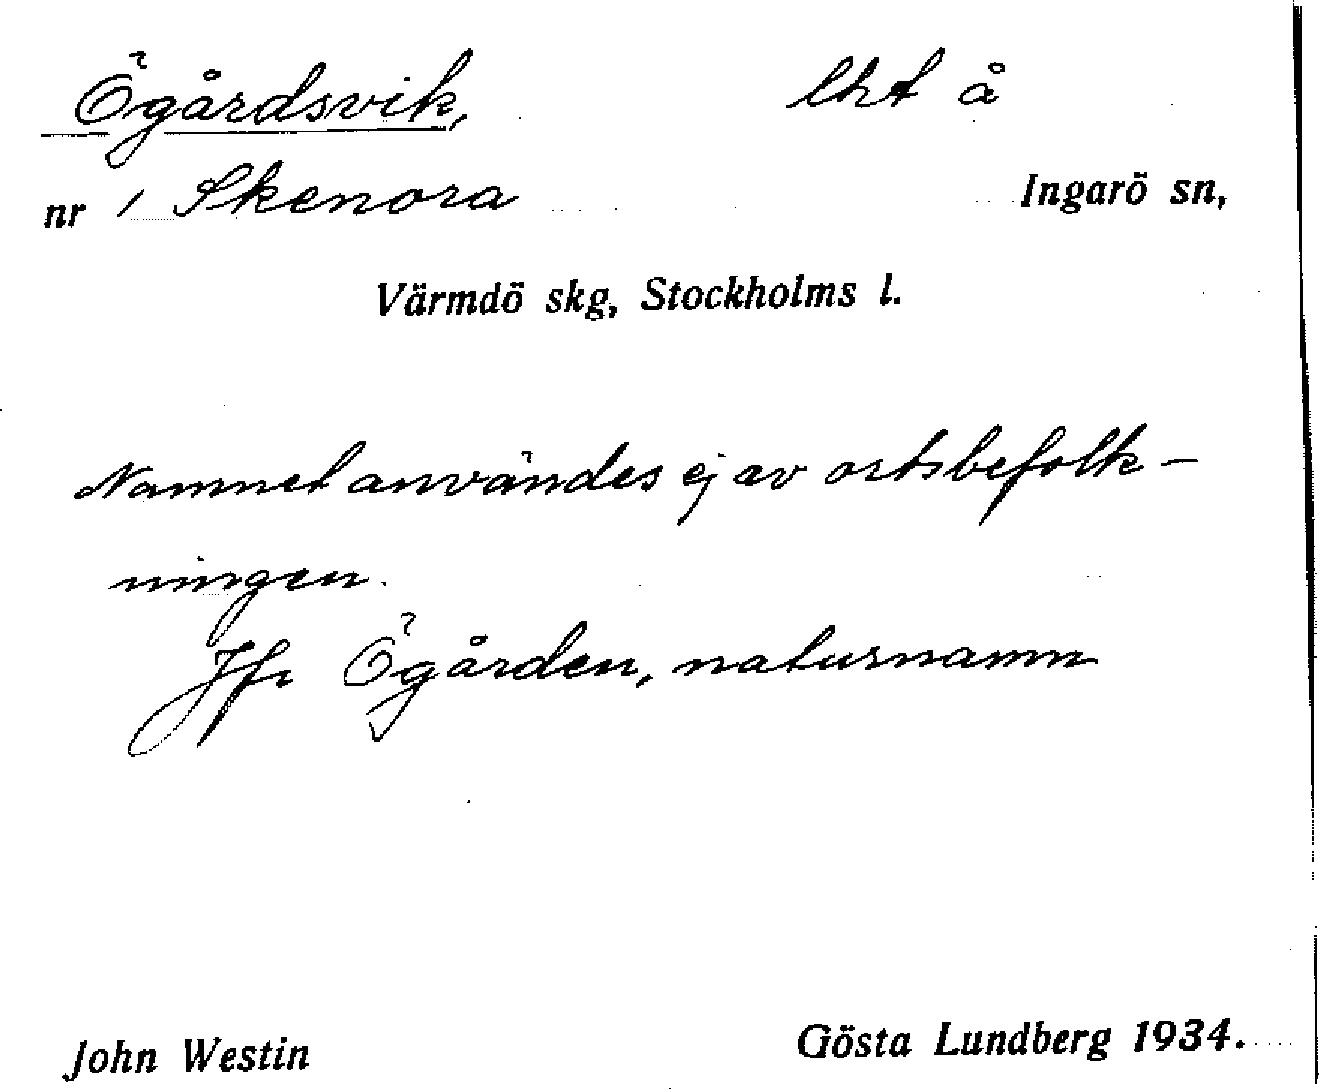 Ögårdsvik, lht å
nr 1 Skenora Ingarö sn,
Värmdö skg, Stockholms l.
Namnet användes ej av ortsbefolk-
ningen.
Jfr Ögården, naturnamn
John Westin Gösta Lundberg 1934.